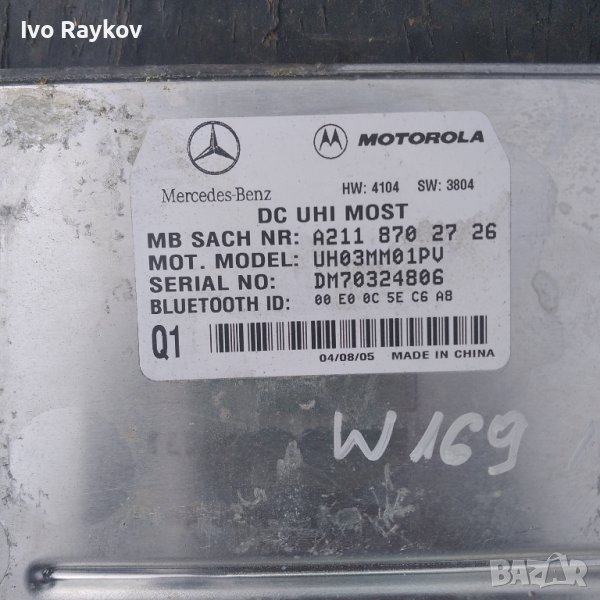 Ivo Raykov
Mercedes-Benz
MOTOROLA
HW: 4104 SW: 3804
DC UHI MOST
MB SACH NR: A211 870 27 26
MOT. MODEL: UH03MM01PV
SERIAL NO: DM70324806
BLUETOOTH ID: 00 E0 0C 5E C6 A8
Q1
04/08/05 MADE IN CHINA
W169
BAZAR